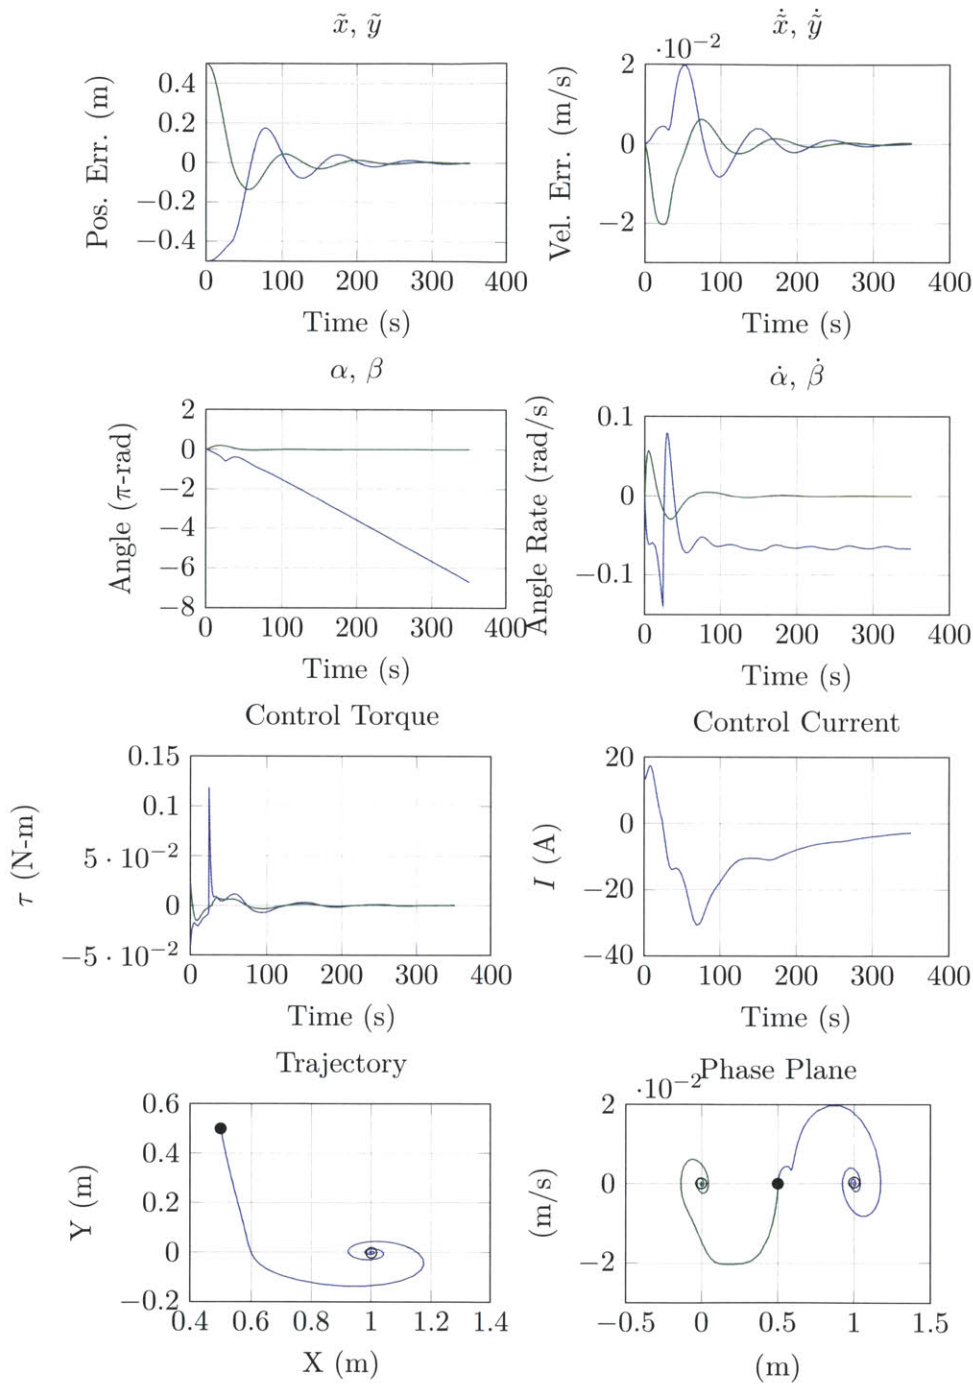 x̃, ỹ
Pos. Err. (m)
0.4
0.2
0
−0.2
−0.4
0 100 200 300 400
Time (s)
ẋ̃, ẏ̃
·10−2
Vel. Err. (m/s)
2
0
−2
0 100 200 300 400
Time (s)
α, β
Angle (π-rad)
2
0
−2
−4
−6
−8
0 100 200 300 400
Time (s)
α̇, β̇
Angle Rate (rad/s)
0.1
0
−0.1
0 100 200 300 400
Time (s)
Control Torque
τ (N-m)
0.15
0.1
5 · 10−2
0
−5 · 10−2
0 100 200 300 400
Time (s)
Control Current
I (A)
20
0
−20
−40
0 100 200 300 400
Time (s)
Trajectory
Y (m)
0.6
0.4
0.2
0
−0.2
0.4 0.6 0.8 1 1.2 1.4
X (m)
Phase Plane
·10−2
(m/s)
2
0
−2
−0.5 0 0.5 1 1.5
(m)